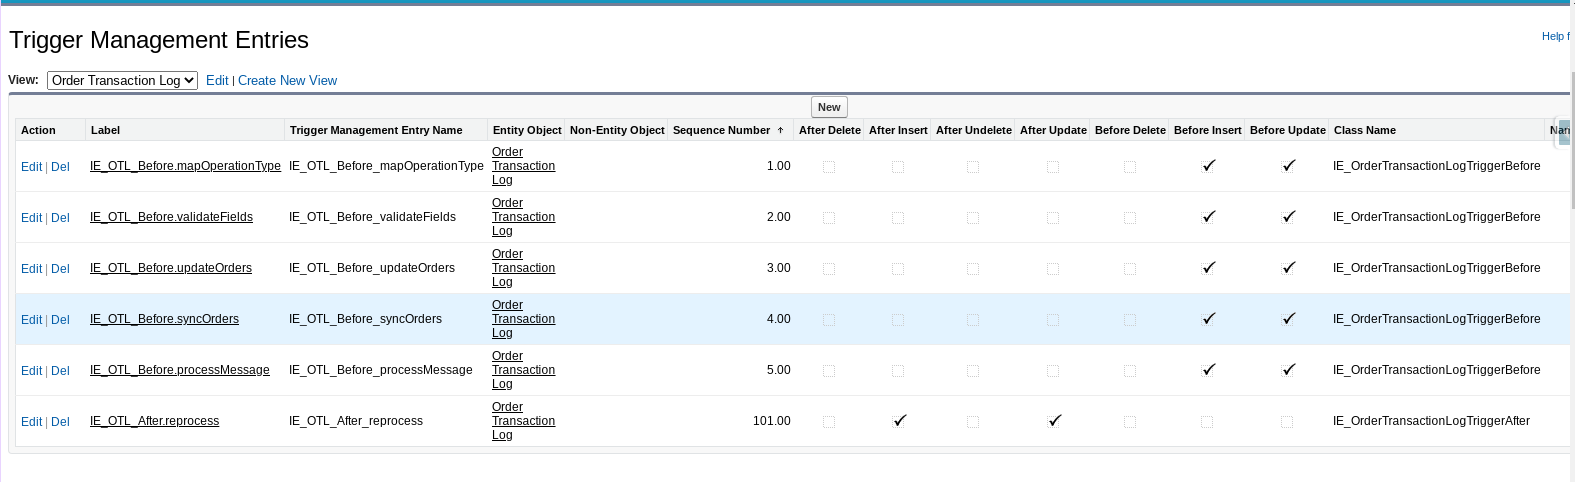 Trigger Management Entries
Help f
View: Order Transaction Log Edit | Create New View
New
Action Label Trigger Management Entry Name Entity Object Non-Entity Object Sequence Number ↑ After Delete After Insert After Undelete After Update Before Delete Before Insert Before Update Class Name
Edit | Del IE_OTL_Before.mapOperationType IE_OTL_Before_mapOperationType Order Transaction Log 1.00 IE_OrderTransactionLogTriggerBefore
Edit | Del IE_OTL_Before.validateFields IE_OTL_Before_validateFields Order Transaction Log 2.00 IE_OrderTransactionLogTriggerBefore
Edit | Del IE_OTL_Before.updateOrders IE_OTL_Before_updateOrders Order Transaction Log 3.00 IE_OrderTransactionLogTriggerBefore
Edit | Del IE_OTL_Before.syncOrders IE_OTL_Before_syncOrders Order Transaction Log 4.00 IE_OrderTransactionLogTriggerBefore
Edit | Del IE_OTL_Before.processMessage IE_OTL_Before_processMessage Order Transaction Log 5.00 IE_OrderTransactionLogTriggerBefore
Edit | Del IE_OTL_After.reprocess IE_OTL_After_reprocess Order Transaction Log 101.00 IE_OrderTransactionLogTriggerAfter